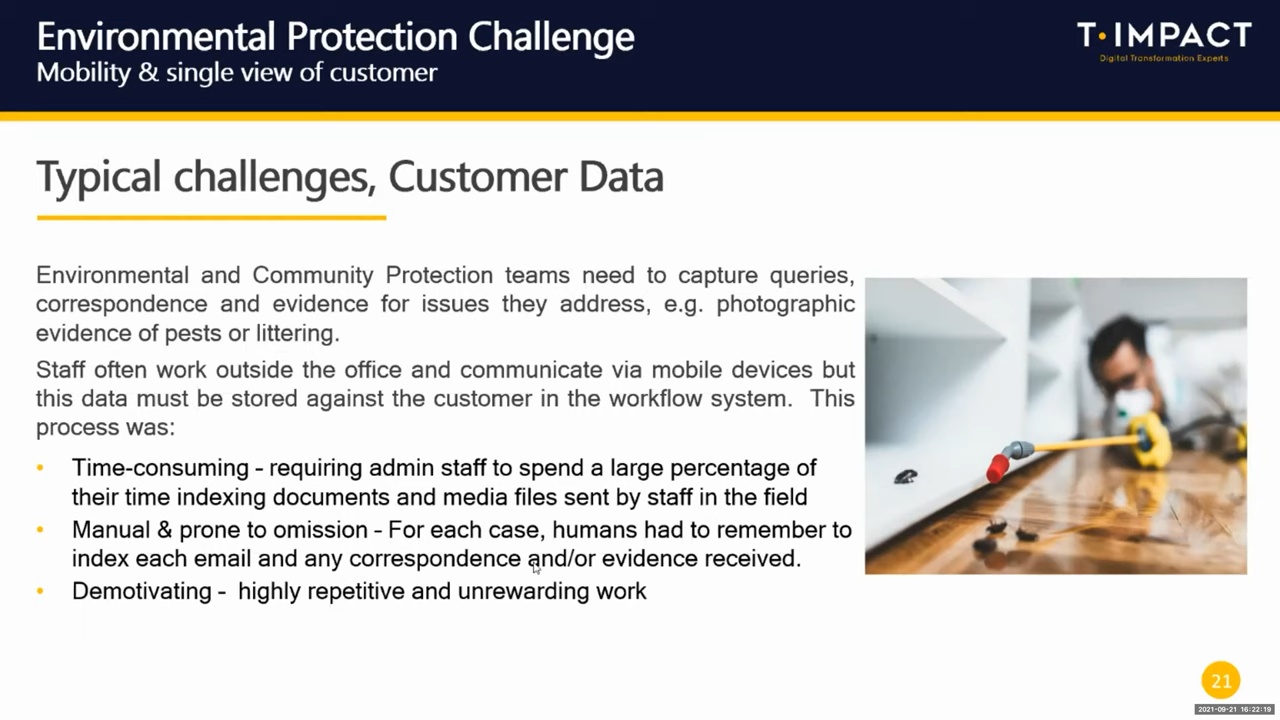 Environmental Protection Challenge
Mobility & single view of customer
T·IMPACT
Digital Transformation Experts
Typical challenges, Customer Data
Environmental and Community Protection teams need to capture queries,
correspondence and evidence for issues they address, e.g. photographic
evidence of pests or littering.
Staff often work outside the office and communicate via mobile devices but
this data must be stored against the customer in the workflow system. This
process was:
• Time-consuming - requiring admin staff to spend a large percentage of
their time indexing documents and media files sent by staff in the field
• Manual & prone to omission - For each case, humans had to remember to
index each email and any correspondence and/or evidence received.
• Demotivating - highly repetitive and unrewarding work
21
2021-09-21 16:22:19